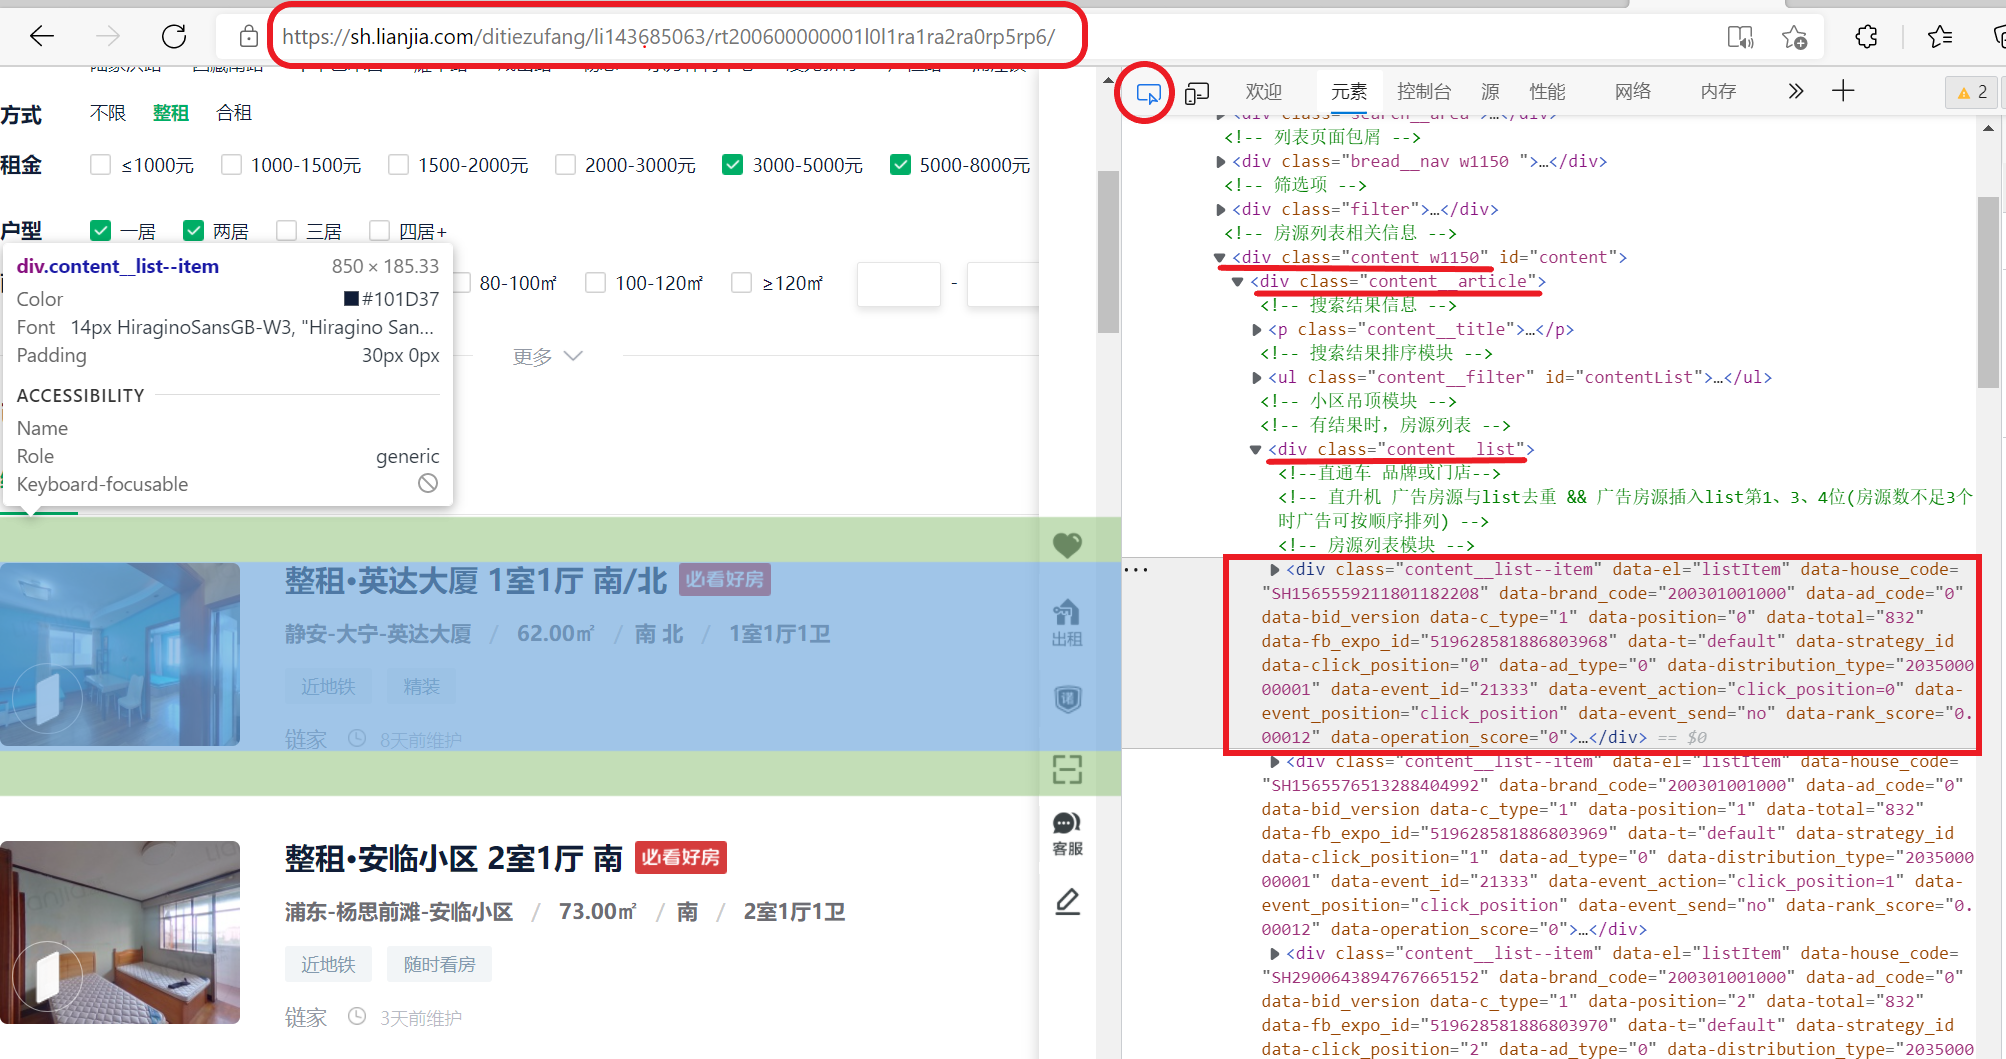 https://sh.lianjia.com/ditiezufang/li143685063/rt200600000001l0l1ra1ra2ra0rp5rp6/
方式 不限 整租 合租
租金 ≤1000元 1000-1500元 1500-2000元 2000-3000元 3000-5000元 5000-8000元
户型 一居 两居 三居 四居+
80-100㎡ 100-120㎡ ≥120㎡ -
div.content__list--item 850 × 185.33
Color #101D37
Font 14px HiraginoSansGB-W3, "Hiragino San...
Padding 30px 0px
ACCESSIBILITY
Name
Role generic
Keyboard-focusable
更多
整租·英达大厦 1室1厅 南/北 必看好房
静安-大宁-英达大厦 / 62.00㎡ / 南 北 / 1室1厅1卫
近地铁 精装
链家 8天前维护
整租·安临小区 2室1厅 南 必看好房
浦东-杨思前滩-安临小区 / 73.00㎡ / 南 / 2室1厅1卫
近地铁 随时看房
链家 3天前维护
出租
诺
客服
欢迎 元素 控制台 源 性能 网络 内存 2
<div class="search__area">…</div>
<!-- 列表页面包屑 -->
<div class="bread__nav w1150 ">…</div>
<!-- 筛选项 -->
<div class="filter">…</div>
<!-- 房源列表相关信息 -->
<div class="content w1150" id="content">
<div class="content__article">
<!-- 搜索结果信息 -->
<p class="content__title">…</p>
<!-- 搜索结果排序模块 -->
<ul class="content__filter" id="contentList">…</ul>
<!-- 小区吊顶模块 -->
<!-- 有结果时，房源列表 -->
<div class="content__list">
<!--直通车 品牌或门店-->
<!-- 直升机 广告房源与list去重 && 广告房源插入list第1、3、4位(房源数不足3个
时广告可按顺序排列) -->
<!-- 房源列表模块 -->
<div class="content__list--item" data-el="listItem" data-house_code=
"SH1565559211801182208" data-brand_code="200301001000" data-ad_code="0"
data-bid_version data-c_type="1" data-position="0" data-total="832"
data-fb_expo_id="519628581886803968" data-t="default" data-strategy_id
data-click_position="0" data-ad_type="0" data-distribution_type="2035000
00001" data-event_id="21333" data-event_action="click_position=0" data-
event_position="click_position" data-event_send="no" data-rank_score="0.
00012" data-operation_score="0">…</div> == $0
<div class="content__list--item" data-el="listItem" data-house_code=
"SH1565576513288404992" data-brand_code="200301001000" data-ad_code="0"
data-bid_version data-c_type="1" data-position="1" data-total="832"
data-fb_expo_id="519628581886803969" data-t="default" data-strategy_id
data-click_position="1" data-ad_type="0" data-distribution_type="2035000
00001" data-event_id="21333" data-event_action="click_position=1" data-
event_position="click_position" data-event_send="no" data-rank_score="0.
00012" data-operation_score="0">…</div>
<div class="content__list--item" data-el="listItem" data-house_code=
"SH2900643894767665152" data-brand_code="200301001000" data-ad_code="0"
data-bid_version data-c_type="1" data-position="2" data-total="832"
data-fb_expo_id="519628581886803970" data-t="default" data-strategy_id
data-click_position="2" data-ad_type="0" data-distribution_type="2035000